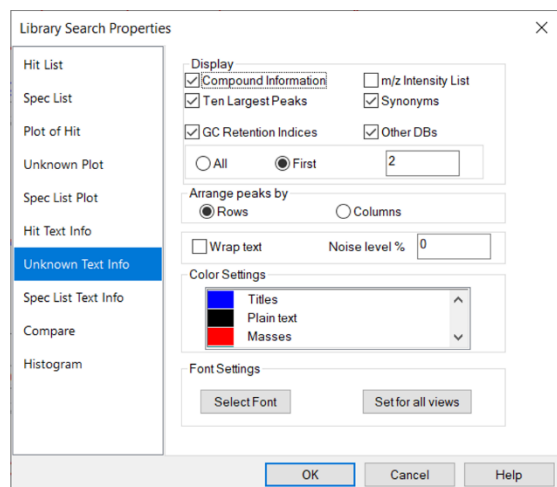 Library Search Properties
Hit List
Spec List
Plot of Hit
Unknown Plot
Spec List Plot
Hit Text Info
Unknown Text Info
Spec List Text Info
Compare
Histogram
Display
Compound Information
m/z Intensity List
Ten Largest Peaks
Synonyms
GC Retention Indices
Other DBs
All
First
2
Arrange peaks by
Rows
Columns
Wrap text
Noise level %
0
Color Settings
Titles
Plain text
Masses
Font Settings
Select Font
Set for all views
OK
Cancel
Help